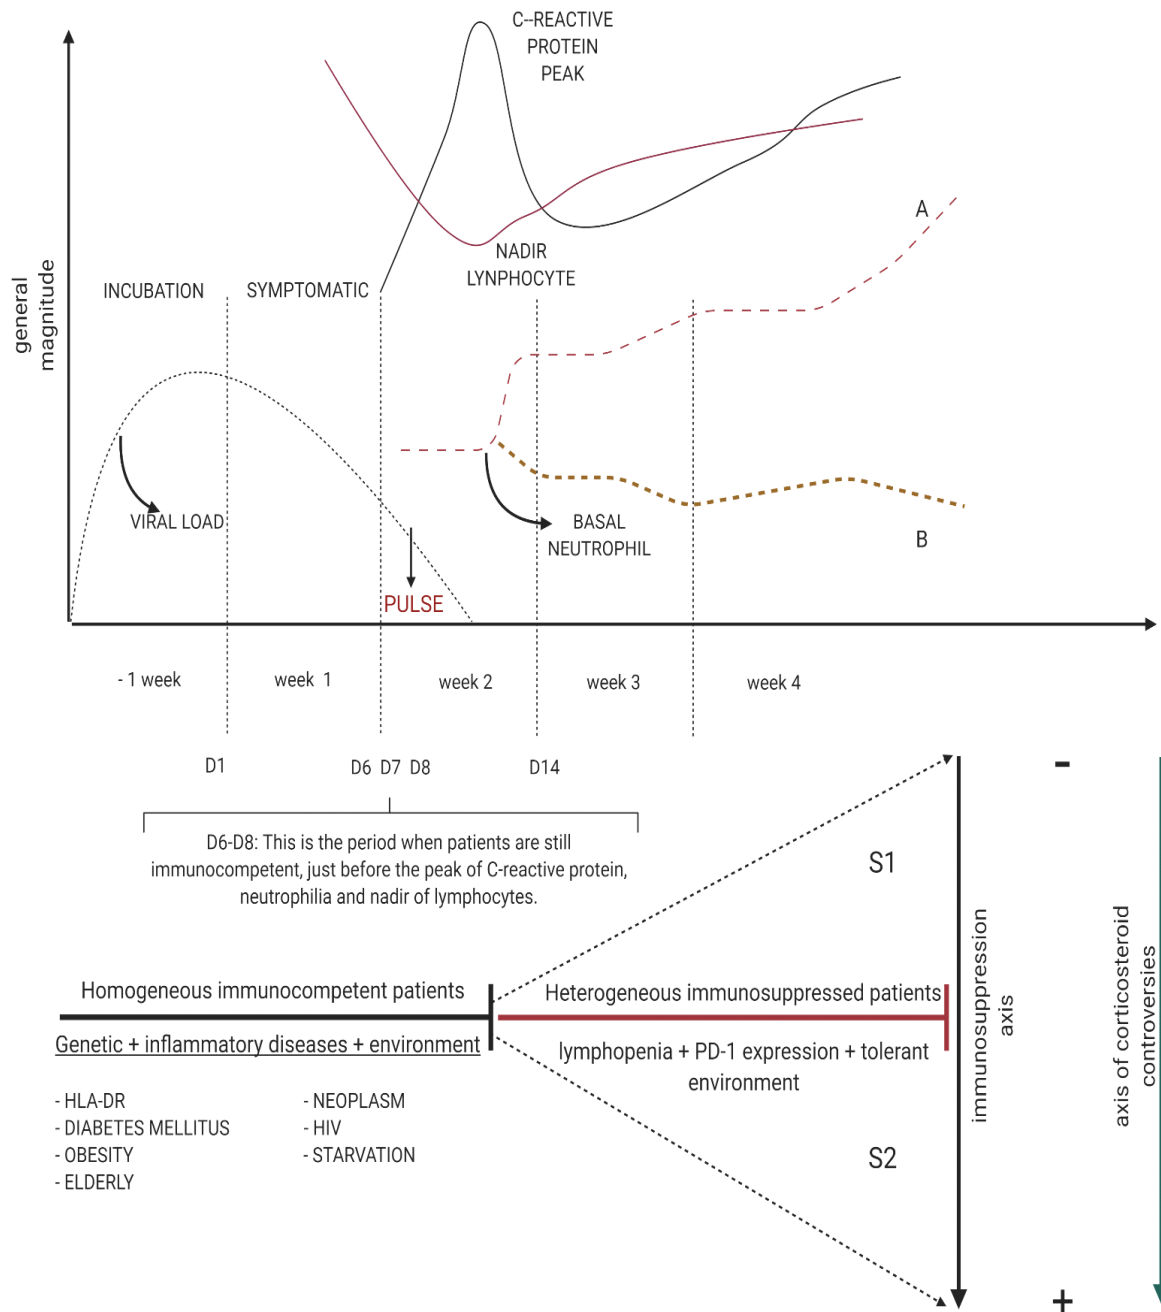 C--REACTIVE
PROTEIN
PEAK
general
magnitude
A
NADIR
LYNPHOCYTE
INCUBATION
SYMPTOMATIC
VIRAL LOAD
BASAL
NEUTROPHIL
B
PULSE
- 1 week
week 1
week 2
week 3
week 4
D1
D6 D7 D8
D14
-
D6-D8: This is the period when patients are still
immunocompetent, just before the peak of C-reactive protein,
neutrophilia and nadir of lymphocytes.
S1
immunosuppression
axis
axis of corticosteroid
controversies
Homogeneous immunocompetent patients
Heterogeneous immunosuppressed patients
Genetic + inflammatory diseases + environment
lymphopenia + PD-1 expression + tolerant
environment
- HLA-DR
- DIABETES MELLITUS
- OBESITY
- ELDERLY
- NEOPLASM
- HIV
- STARVATION
S2
+